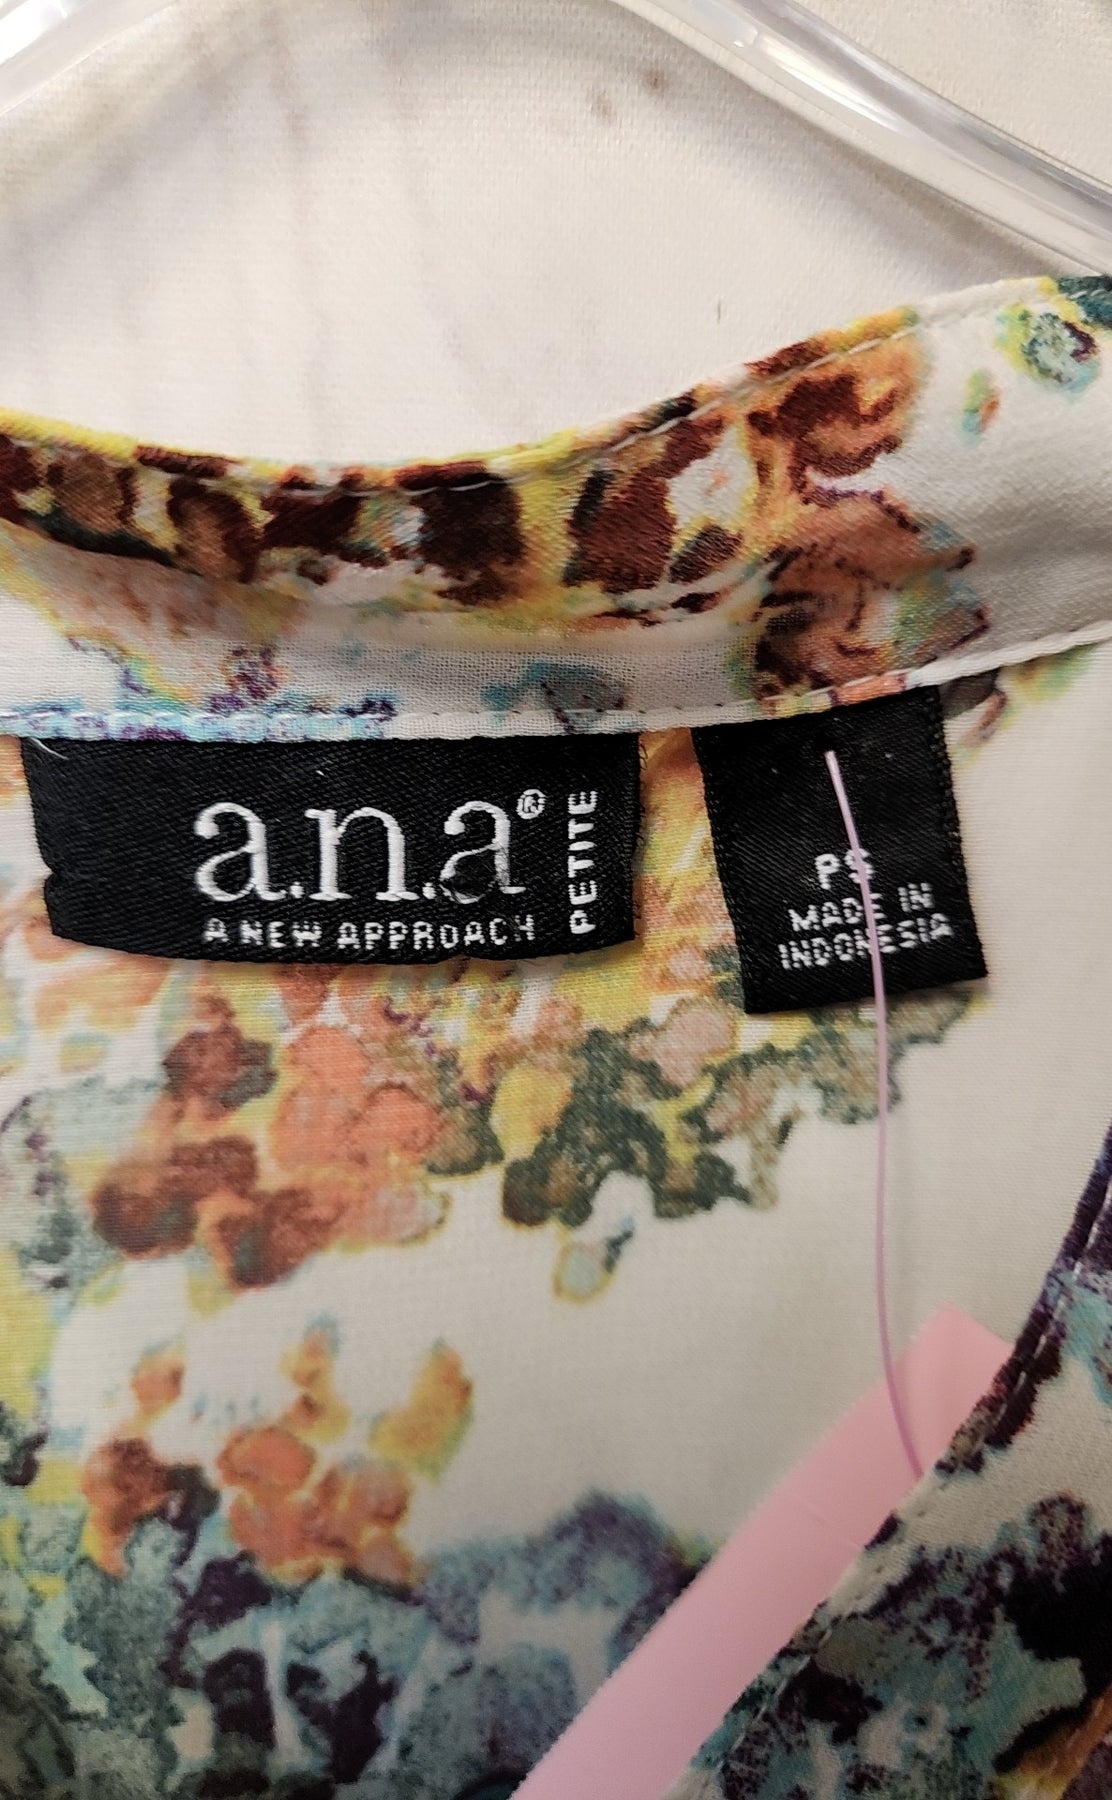 a.n.a®
A NEW APPROACH
PETITE
PS
MADE IN
INDONESIA